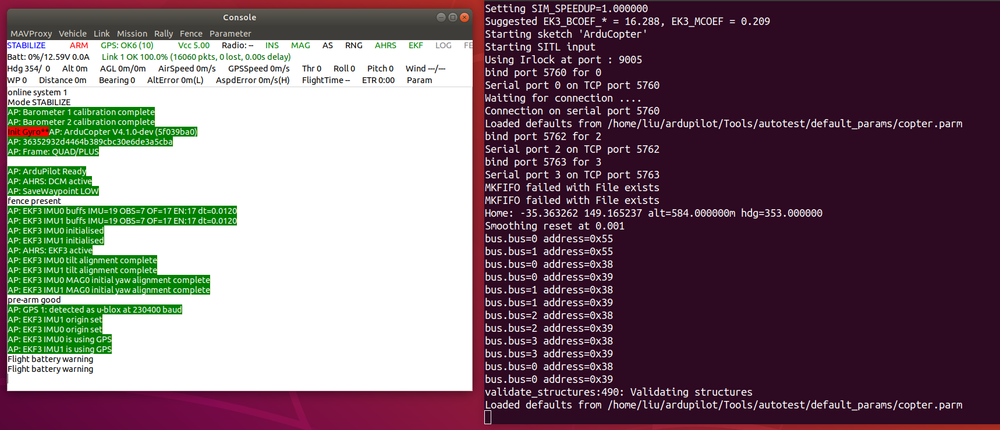 Console
MAVProxy Vehicle Link Mission Rally Fence Parameter
STABILIZE ARM GPS: OK6 (10) Vcc 5.00 Radio: -- INS MAG AS RNG AHRS EKF LOG FE
Batt: 0%/12.59V 0.0A Link 1 OK 100.0% (16060 pkts, 0 lost, 0.00s delay)
Hdg 354/ 0 Alt 0m AGL 0m/0m AirSpeed 0m/s GPSSpeed 0m/s Thr 0 Roll 0 Pitch 0 Wind ---/---
WP 0 Distance 0m Bearing 0 AltError 0m(L) AspdError 0m/s(H) FlightTime -- ETR 0:00 Param
online system 1
Mode STABILIZE
AP: Barometer 1 calibration complete
AP: Barometer 2 calibration complete
Init Gyro**AP: ArduCopter V4.1.0-dev (5f039ba0)
AP: 36352932d4464b389cbc30e6de3a5cba
AP: Frame: QUAD/PLUS
AP: ArduPilot Ready
AP: AHRS: DCM active
AP: SaveWaypoint LOW
fence present
AP: EKF3 IMU0 buffs IMU=19 OBS=7 OF=17 EN:17 dt=0.0120
AP: EKF3 IMU1 buffs IMU=19 OBS=7 OF=17 EN:17 dt=0.0120
AP: EKF3 IMU0 initialised
AP: EKF3 IMU1 initialised
AP: AHRS: EKF3 active
AP: EKF3 IMU0 tilt alignment complete
AP: EKF3 IMU1 tilt alignment complete
AP: EKF3 IMU0 MAG0 initial yaw alignment complete
AP: EKF3 IMU1 MAG0 initial yaw alignment complete
pre-arm good
AP: GPS 1: detected as u-blox at 230400 baud
AP: EKF3 IMU1 origin set
AP: EKF3 IMU0 origin set
AP: EKF3 IMU0 is using GPS
AP: EKF3 IMU1 is using GPS
Flight battery warning
Flight battery warning
Setting SIM_SPEEDUP=1.000000
Suggested EK3_BCOEF_* = 16.288, EK3_MCOEF = 0.209
Starting sketch 'ArduCopter'
Starting SITL input
Using Irlock at port : 9005
bind port 5760 for 0
Serial port 0 on TCP port 5760
Waiting for connection ....
Connection on serial port 5760
Loaded defaults from /home/liu/ardupilot/Tools/autotest/default_params/copter.parm
bind port 5762 for 2
Serial port 2 on TCP port 5762
bind port 5763 for 3
Serial port 3 on TCP port 5763
MKFIFO failed with File exists
MKFIFO failed with File exists
Home: -35.363262 149.165237 alt=584.000000m hdg=353.000000
Smoothing reset at 0.001
bus.bus=0 address=0x55
bus.bus=1 address=0x55
bus.bus=0 address=0x38
bus.bus=0 address=0x39
bus.bus=1 address=0x38
bus.bus=1 address=0x39
bus.bus=2 address=0x38
bus.bus=2 address=0x39
bus.bus=3 address=0x38
bus.bus=3 address=0x39
bus.bus=0 address=0x38
bus.bus=0 address=0x39
validate_structures:490: Validating structures
Loaded defaults from /home/liu/ardupilot/Tools/autotest/default_params/copter.parm